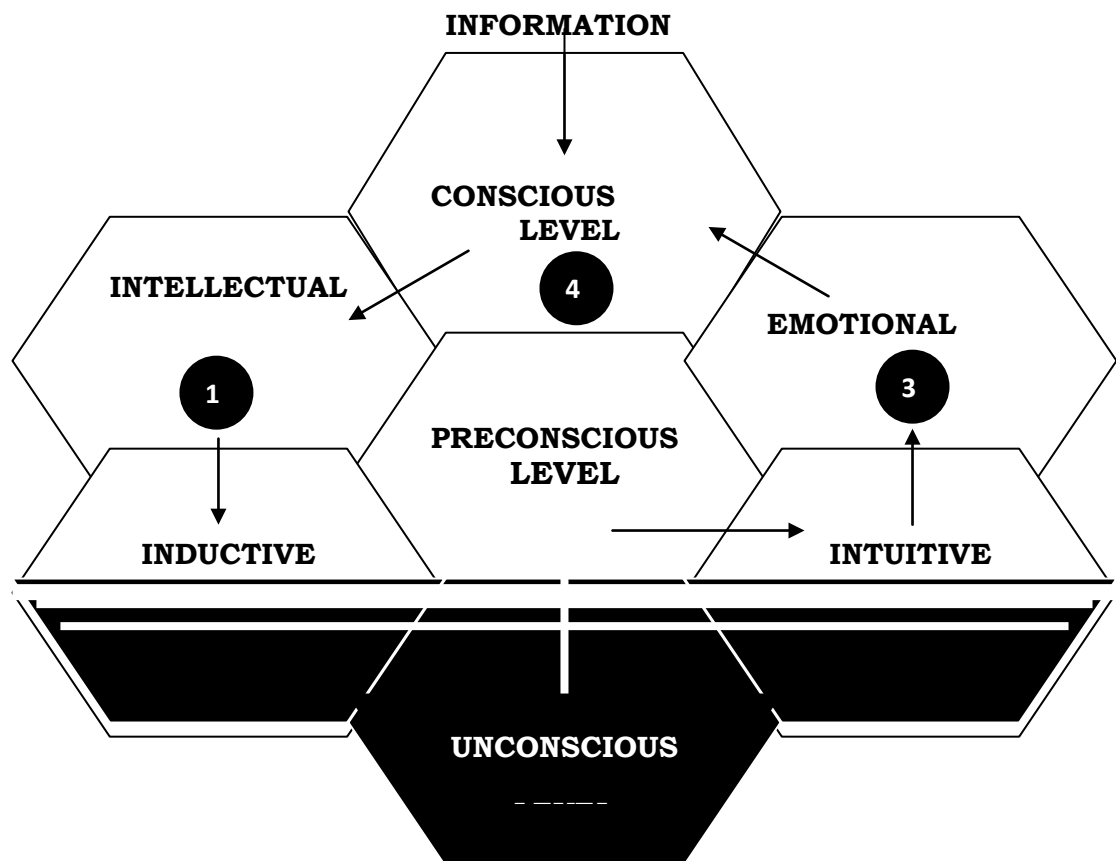 INFORMATION
CONSCIOUS
LEVEL
4
INTELLECTUAL
EMOTIONAL
1
3
PRECONSCIOUS
LEVEL
INDUCTIVE
INTUITIVE
UNCONSCIOUS